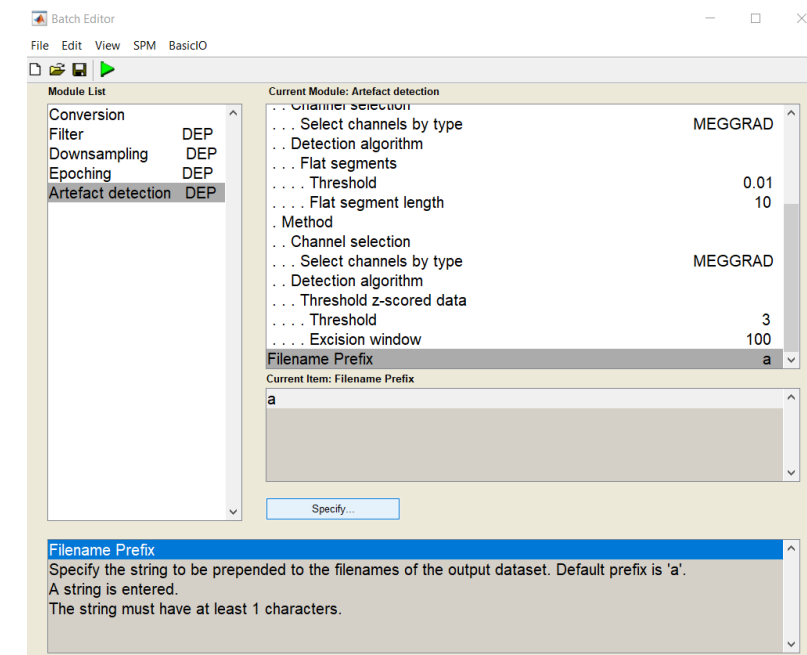 Batch Editor
File Edit View SPM BasicIO
Module List
Conversion
Filter DEP
Downsampling DEP
Epoching DEP
Artefact detection DEP
Current Module: Artefact detection
. . Channel selection
. . . Select channels by type MEGGRAD
. . Detection algorithm
. . . Flat segments
. . . . Threshold 0.01
. . . . Flat segment length 10
. Method
. . Channel selection
. . . Select channels by type MEGGRAD
. . Detection algorithm
. . . Threshold z-scored data
. . . . Threshold 3
. . . . Excision window 100
Filename Prefix a
Current Item: Filename Prefix
a
Specify...
Filename Prefix
Specify the string to be prepended to the filenames of the output dataset. Default prefix is 'a'.
A string is entered.
The string must have at least 1 characters.